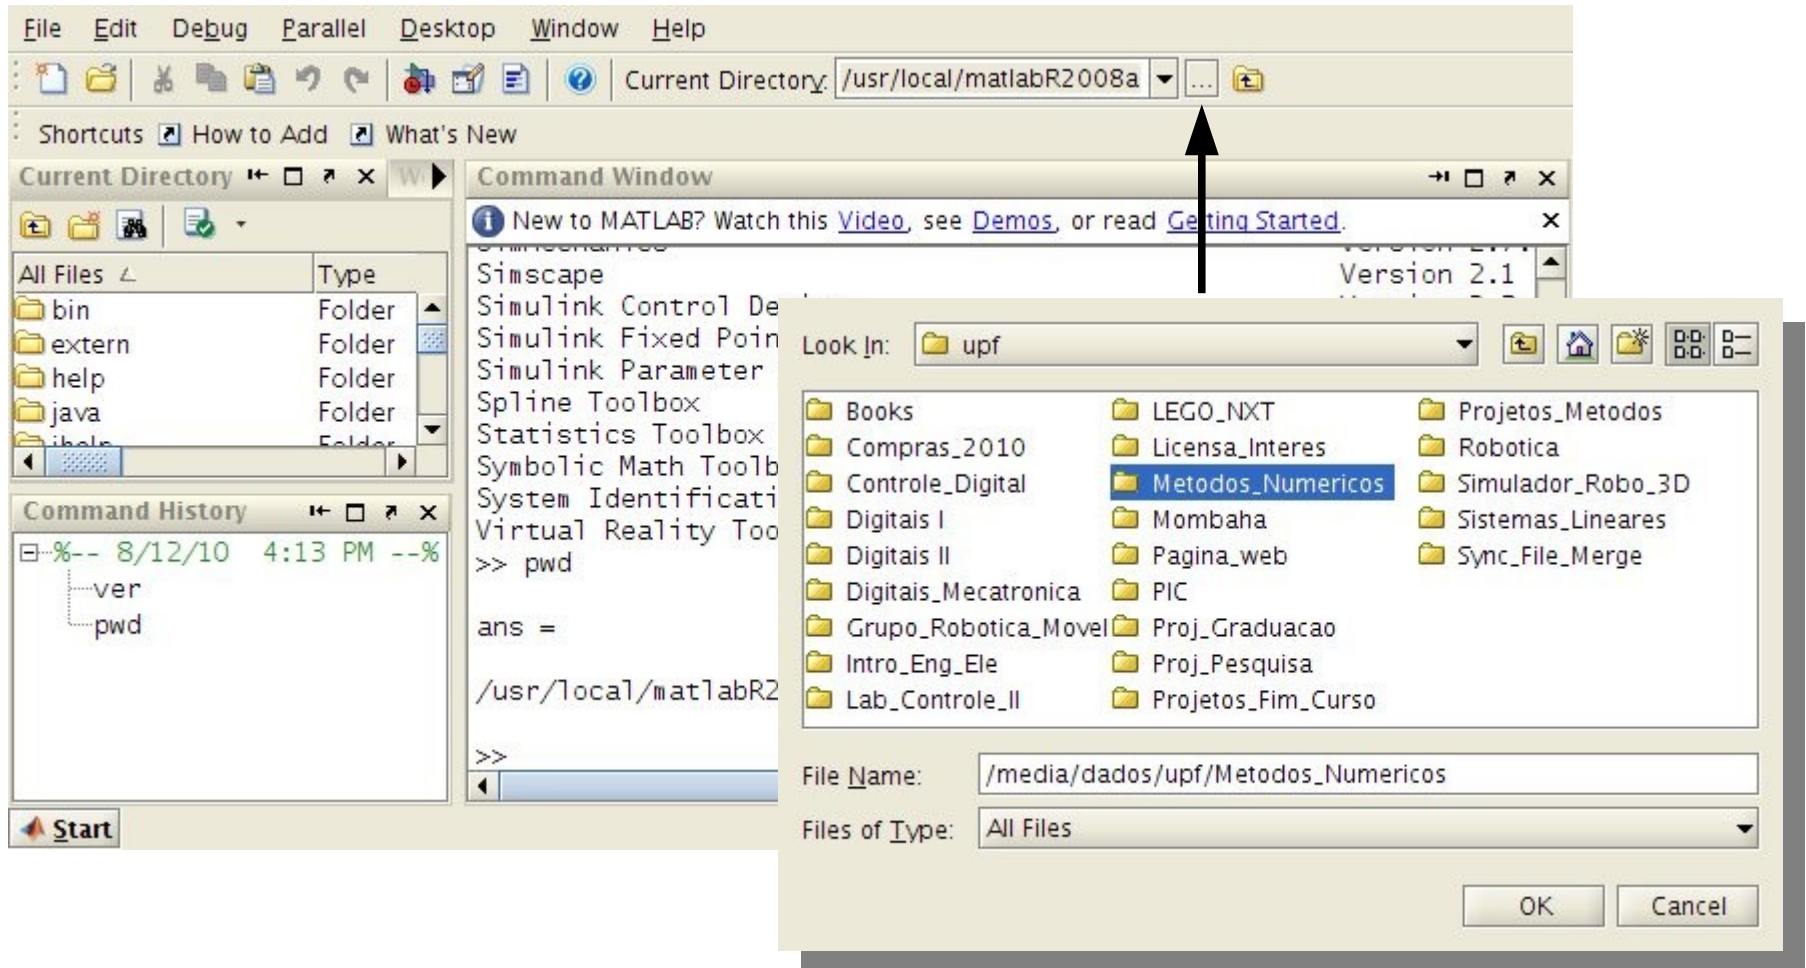 File Edit Debug Parallel Desktop Window Help
Current Directory: /usr/local/matlabR2008a ...
Shortcuts How to Add What's New
Current Directory
All Files Type
bin Folder
extern Folder
help Folder
java Folder
jhelp Folder
Command History
%-- 8/12/10 4:13 PM --%
ver
pwd
Start
Command Window
New to MATLAB? Watch this Video, see Demos, or read Getting Started.
Simscape Version 2.1
Simulink Control De
Simulink Fixed Poin
Simulink Parameter
Spline Toolbox
Statistics Toolbox
Symbolic Math Toolb
System Identificati
Virtual Reality Too
>> pwd
ans =
/usr/local/matlabR2
>>
Look In: upf
Books
Compras_2010
Controle_Digital
Digitais I
Digitais II
Digitais_Mecatronica
Grupo_Robotica_Movel
Intro_Eng_Ele
Lab_Controle_II
LEGO_NXT
Licensa_Interes
Metodos_Numericos
Mombaha
Pagina_web
PIC
Proj_Graduacao
Proj_Pesquisa
Projetos_Fim_Curso
Projetos_Metodos
Robotica
Simulador_Robo_3D
Sistemas_Lineares
Sync_File_Merge
File Name: /media/dados/upf/Metodos_Numericos
Files of Type: All Files
OK Cancel